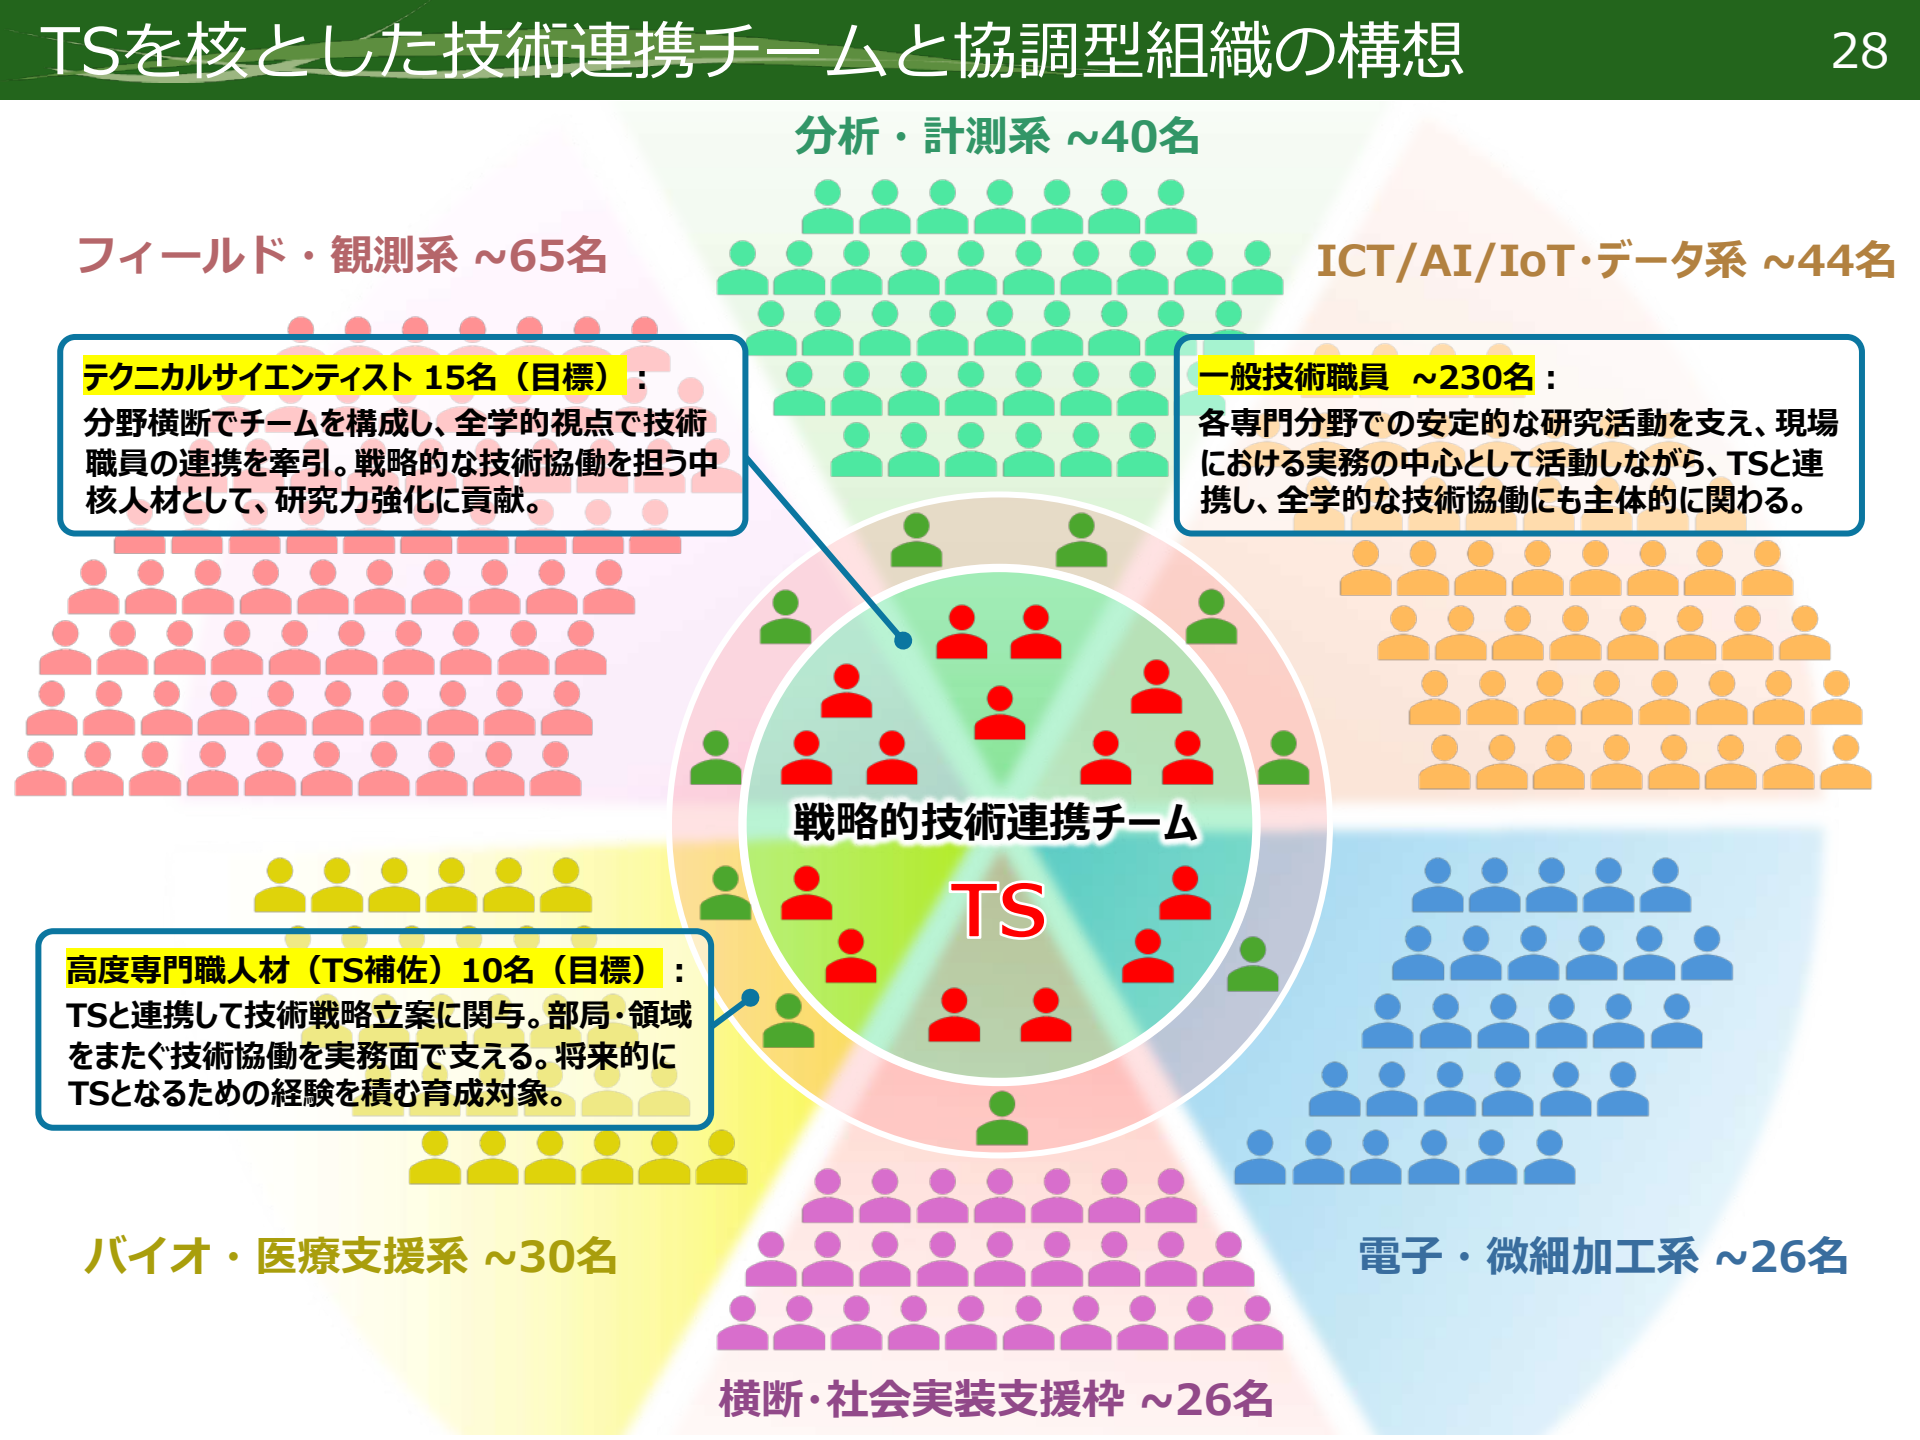 TSを核とした技術連携チームと協調型組織の構想
28
分析・計測系 ~40名
フィールド・観測系 ~65名
ICT/AI/IoT・データ系 ~44名
テクニカルサイエンティスト 15名（目標）：
分野横断でチームを構成し、全学的視点で技術
職員の連携を牽引。戦略的な技術協働を担う中
核人材として、研究力強化に貢献。
一般技術職員 ~230名：
各専門分野での安定的な研究活動を支え、現場
における実務の中心として活動しながら、TSと連
携し、全学的な技術協働にも主体的に関わる。
戦略的技術連携チーム
TS
高度専門職人材（TS補佐）10名（目標）：
TSと連携して技術戦略立案に関与。部局・領域
をまたぐ技術協働を実務面で支える。将来的に
TSとなるための経験を積む育成対象。
バイオ・医療支援系 ~30名
電子・微細加工系 ~26名
横断・社会実装支援枠 ~26名